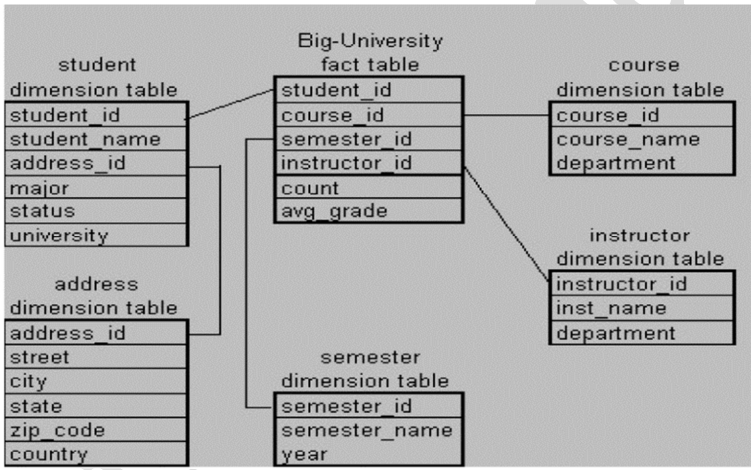 Big-University
fact table
student_id
course_id
semester_id
instructor_id
count
avg_grade
student
dimension table
student_id
student_name
address_id
major
status
university
address
dimension table
address_id
street
city
state
zip_code
country
semester
dimension table
semester_id
semester_name
year
course
dimension table
course_id
course_name
department
instructor
dimension table
instructor_id
inst_name
department